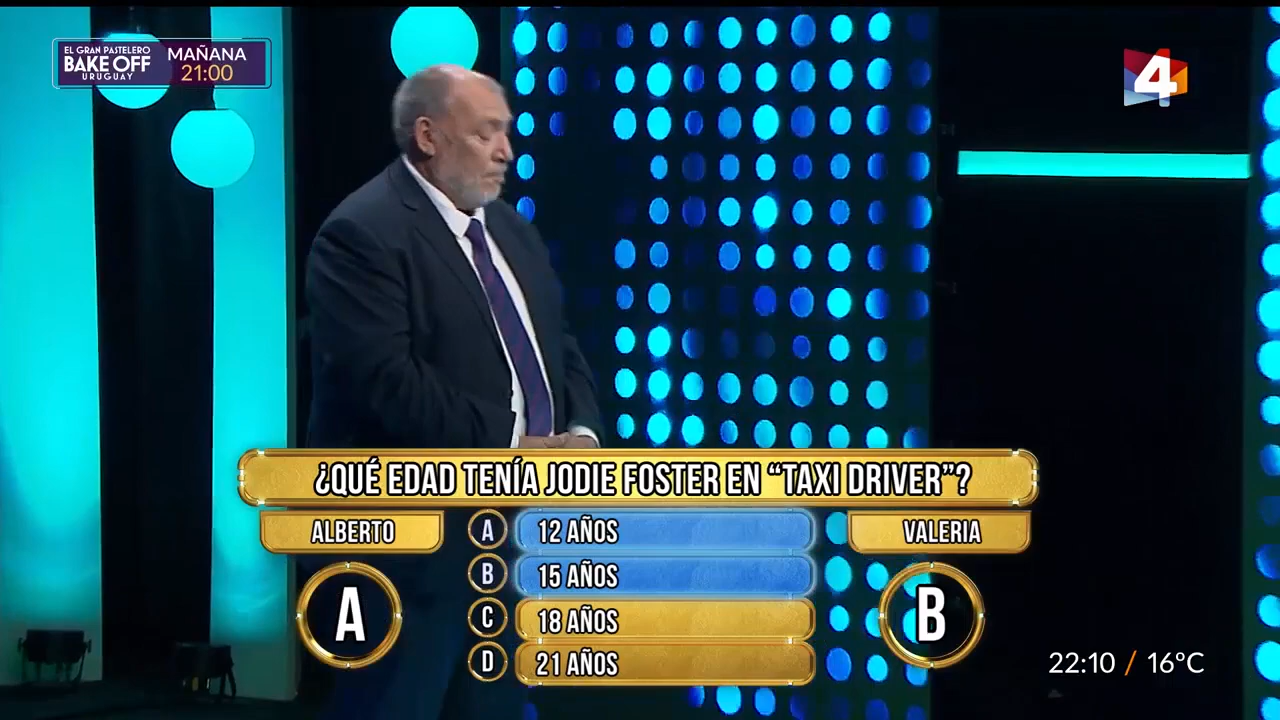 EL GRAN PASTELERO
BAKE OFF
URUGUAY
MAÑANA
21:00
4
¿QUÉ EDAD TENÍA JODIE FOSTER EN “TAXI DRIVER”?
ALBERTO
A
A 12 AÑOS
B 15 AÑOS
C 18 AÑOS
D 21 AÑOS
VALERIA
B
22:10 / 16°C